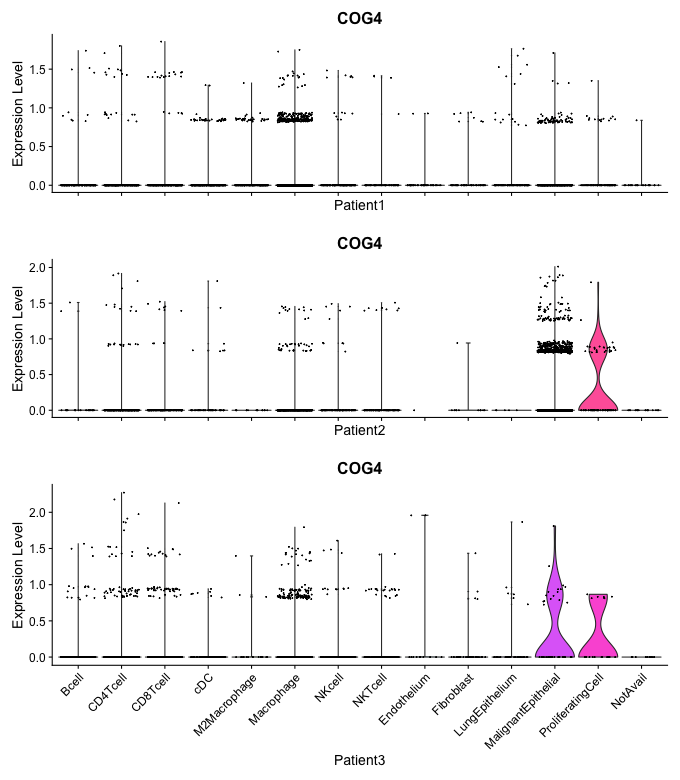 COG4
Expression Level
1.5
1.0
0.5
0.0
Patient1
COG4
Expression Level
2.0
1.5
1.0
0.5
0.0
Patient2
COG4
Expression Level
2.0
1.5
1.0
0.5
0.0
Bcell
CD4Tcell
CD8Tcell
cDC
M2Macrophage
Macrophage
NKcell
NKTcell
Endothelium
Fibroblast
LungEpithelium
MalignantEpithelial
ProliferatingCell
NotAvail
Patient3